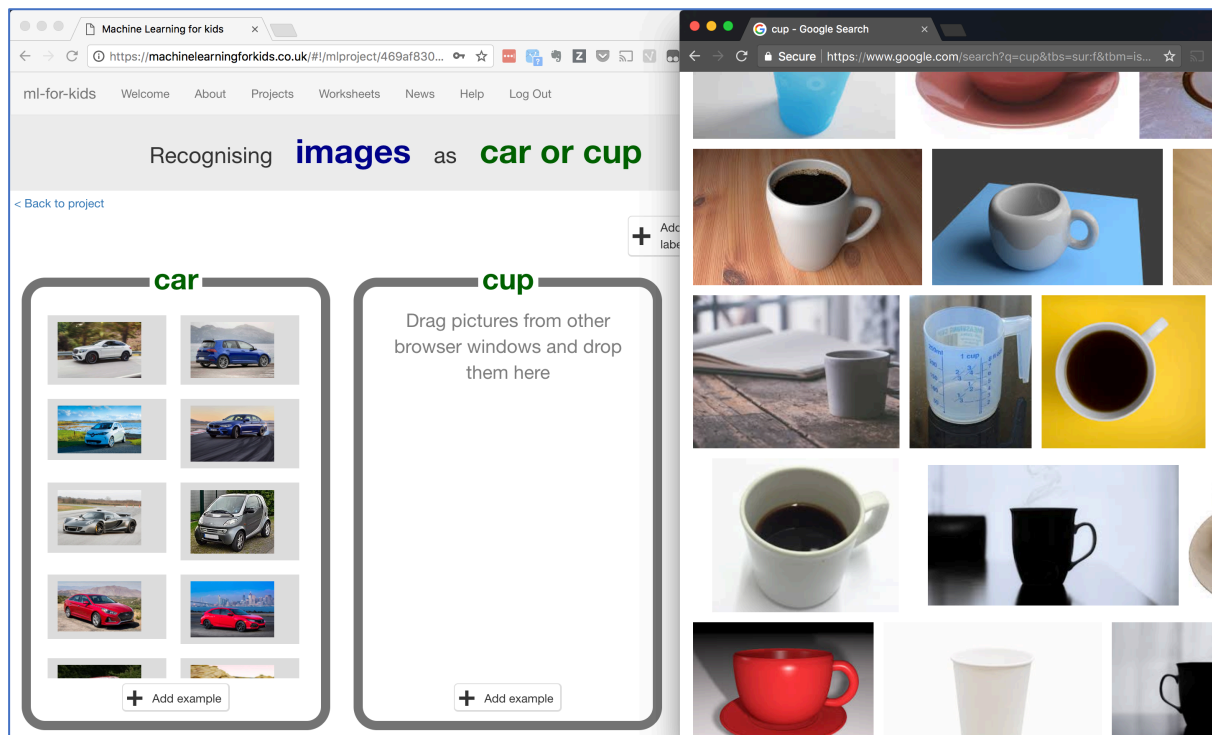 Machine Learning for kids
https://machinelearningforkids.co.uk/#!/mlproject/469af830...
ml-for-kids Welcome About Projects Worksheets News Help Log Out
Recognising images as car or cup
< Back to project
Add
labe
car
cup
Drag pictures from other
browser windows and drop
them here
Add example
Add example
cup - Google Search
Secure https://www.google.com/search?q=cup&tbs=sur:f&tbm=is...
1 cup